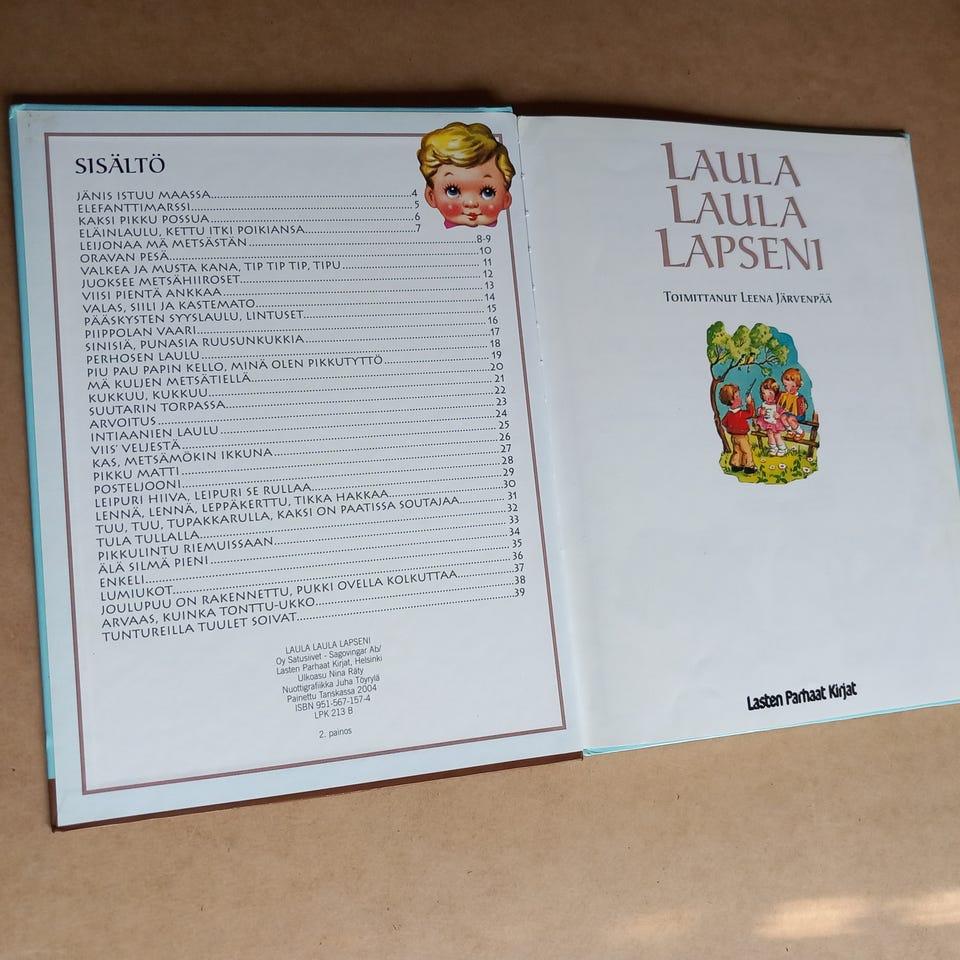 SISÄLTÖ
JÄNIS ISTUU MAASSA...4
ELEFANTTIMARSSI...5
KAKSI PIKKU POSSUA...6
ELÄINLAULU, KETTU ITKI POIKIANSA...7
LEIJONAA MÄ METSÄSTÄN...8-9
ORAVAN PESÄ...10
VALKEA JA MUSTA KANA, TIP TIP TIP, TIPU...11
JUOKSEE METSÄHIIROSET...12
VIISI PIENTÄ ANKKAA...13
VALAS, SIILI JA KASTEMATO...14
PÄÄSKYSTEN SYYSLAULU, LINTUSET...15
PIIPPOLAN VAARI...16
SINISIÄ, PUNASIA RUUSUNKUKKIA...17
PERHOSEN LAULU...18
PIU PAU PAPIN KELLO, MINÄ OLEN PIKKUTYTTÖ...19
MÄ KULJEN METSÄTIELLÄ...20
KUKKUU, KUKKUU...21
SUUTARIN TORPASSA...22
ARVOITUS...23
INTIAANIEN LAULU...24
VIIS' VELJESTÄ...25
KAS, METSÄMÖKIN IKKUNA...26
PIKKU MATTI...27
POSTELJOONI...28
LEIPURI HIIVA, LEIPURI SE RULLAA...29
LENNÄ, LENNÄ, LEPPÄKERTTU, TIKKA HAKKAA...30
TUU, TUU, TUPAKKARULLA, KAKSI ON PAATISSA SOUTAJAA...31
TULA TULLALLA...32
PIKKULINTU RIEMUISSAAN...33
ÄLÄ SILMÄ PIENI...34
ENKELI...35
LUMIUKOT...36
JOULUPUU ON RAKENNETTU, PUKKI OVELLA KOLKUTTAA...37
ARVAAS, KUINKA TONTTU-UKKO...38
TUNTUREILLA TUULET SOIVAT...39
LAULA LAULA LAPSENI
Oy Satusiivet - Sagovingar Ab/
Lasten Parhaat Kirjat, Helsinki
Ulkoasu Nina Räty
Nuottigrafiikka Juha Töyrylä
Painettu Tanskassa 2004
ISBN 951-567-157-4
LPK 213 B
2. painos
LAULA
LAULA
LAPSENI
TOIMITTANUT LEENA JÄRVENPÄÄ
Lasten Parhaat Kirjat